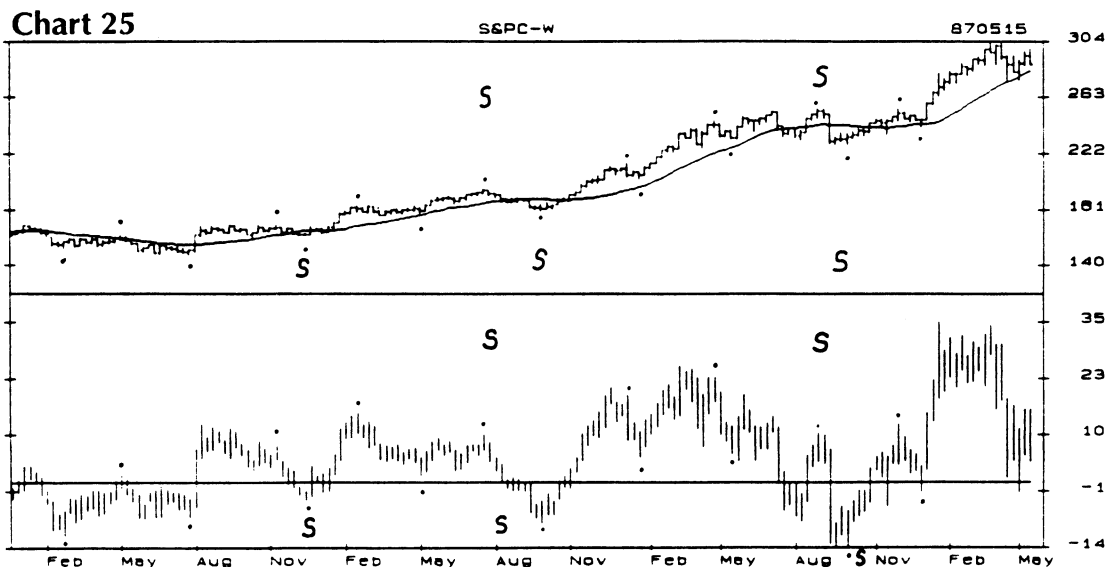 Chart 25
S&PC-W 870515
304
S
S
263
222
181
S S S
140
35
S S
23
10
-1
S S
-14
Feb May Aug Nov Feb May Aug Nov Feb May Aug S Nov Feb May